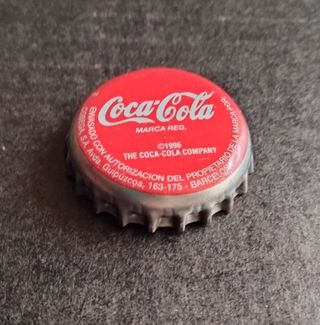 Coca-Cola
MARCA REG.
©1996
THE COCA-COLA COMPANY
ENVASADO CON AUTORIZACION DEL PROPIETARIO DE LA MARCA POR:
COBEGA, S.A. Avda. Guipúzcoa, 163-175 - BARCELONA